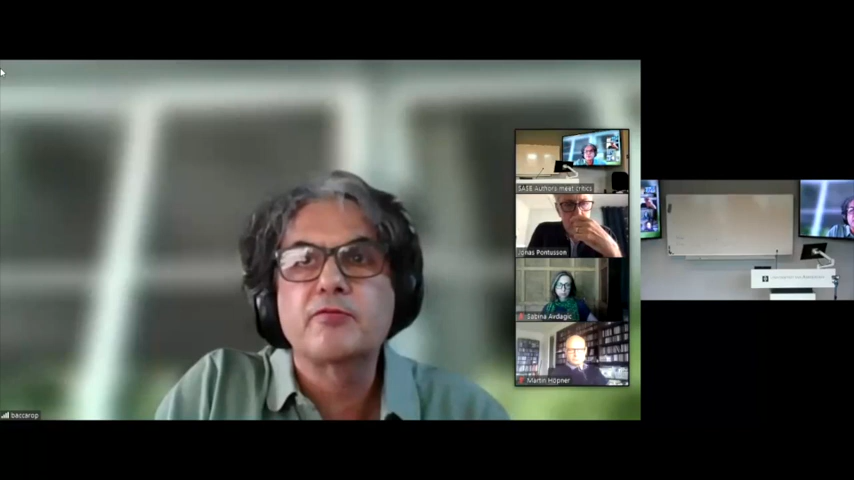 SASE Authors meet critics
Jonas Pontusson
Sabina Avdagic
Martin Höpner
baccarop